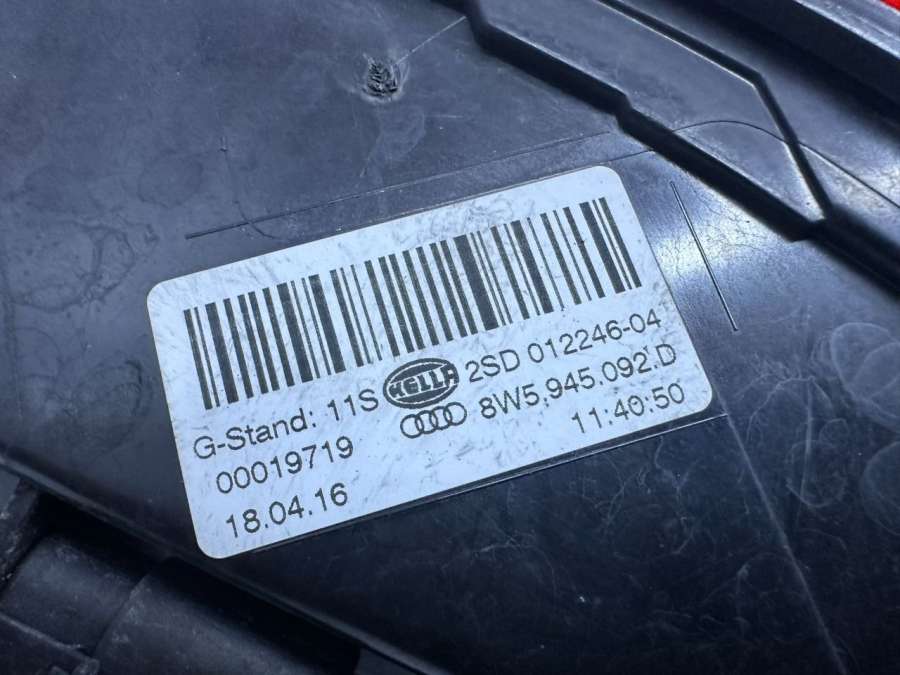 G-Stand: 11S HELLA 2SD 012246-04
00019719 8W5.945.092.D
18.04.16 11:40:50